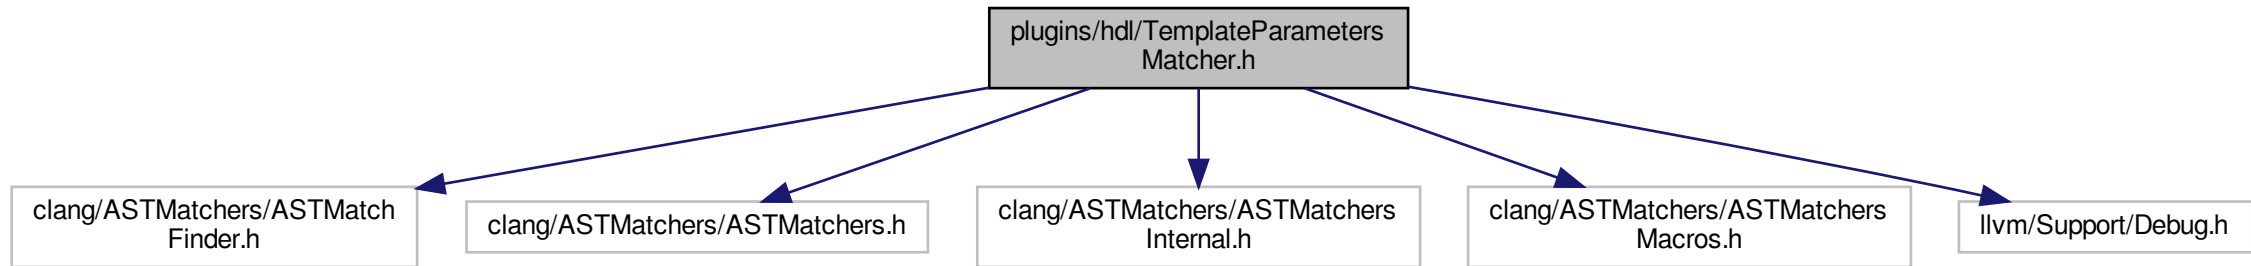 plugins/hdl/TemplateParameters
Matcher.h
clang/ASTMatchers/ASTMatch
Finder.h
clang/ASTMatchers/ASTMatchers.h
clang/ASTMatchers/ASTMatchers
Internal.h
clang/ASTMatchers/ASTMatchers
Macros.h
llvm/Support/Debug.h